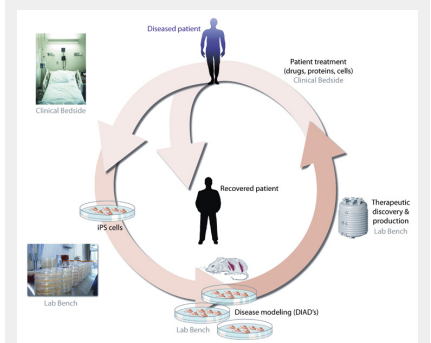 Diseased patient
Patient treatment
(drugs, proteins, cells)
Clinical Bedside
Clinical Bedside
Recovered patient
iPS cells
Therapeutic
discovery &
production
Lab Bench
Lab Bench
Disease modeling (DIAD's)
Lab Bench